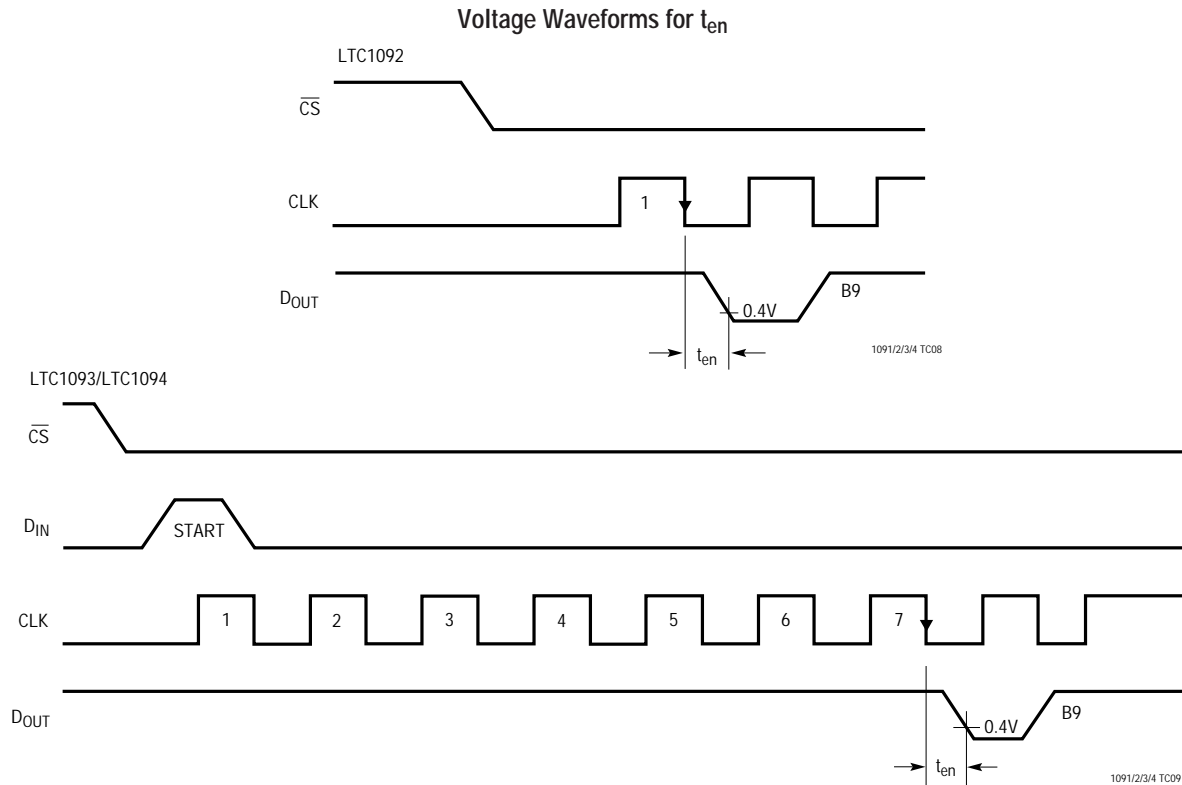 Voltage Waveforms for ten
LTC1092
CS
CLK
1
DOUT
0.4V
B9
ten
1091/2/3/4 TC08
LTC1093/LTC1094
CS
DIN
START
CLK
1 2 3 4 5 6 7
DOUT
0.4V
B9
ten
1091/2/3/4 TC09